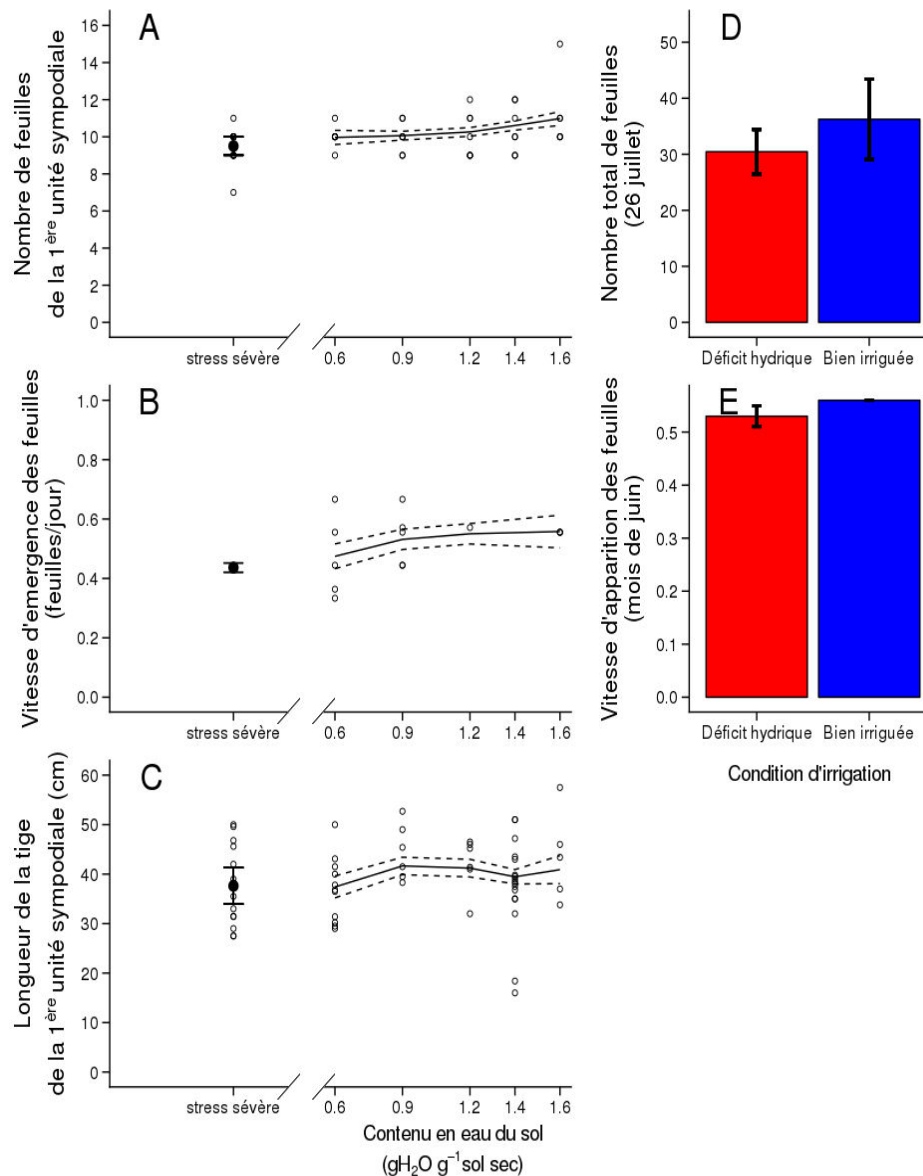 A
Nombre de feuilles
de la 1ère unité sympodiale
16
14
12
10
8
6
4
2
0
stress sévère
0.6
0.9
1.2
1.4
1.6
D
Nombre total de feuilles
(26 juillet)
50
40
30
20
10
0
Déficit hydrique
Bien irriguée
B
Vitesse d'emergence des feuilles
(feuilles/jour)
1.0
0.8
0.6
0.4
0.2
0.0
stress sévère
0.6
0.9
1.2
1.4
1.6
E
Vitesse d'apparition des feuilles
(mois de juin)
0.5
0.4
0.5
0.2
0.1
0.0
Déficit hydrique
Bien irriguée
Condition d'irrigation
C
Longueur de la tige
de la 1ère unité sympodiale (cm)
60
50
40
30
20
10
0
stress sévère
0.6
0.9
1.2
1.4
1.6
Contenu en eau du sol
(gH₂O g⁻¹sol sec)